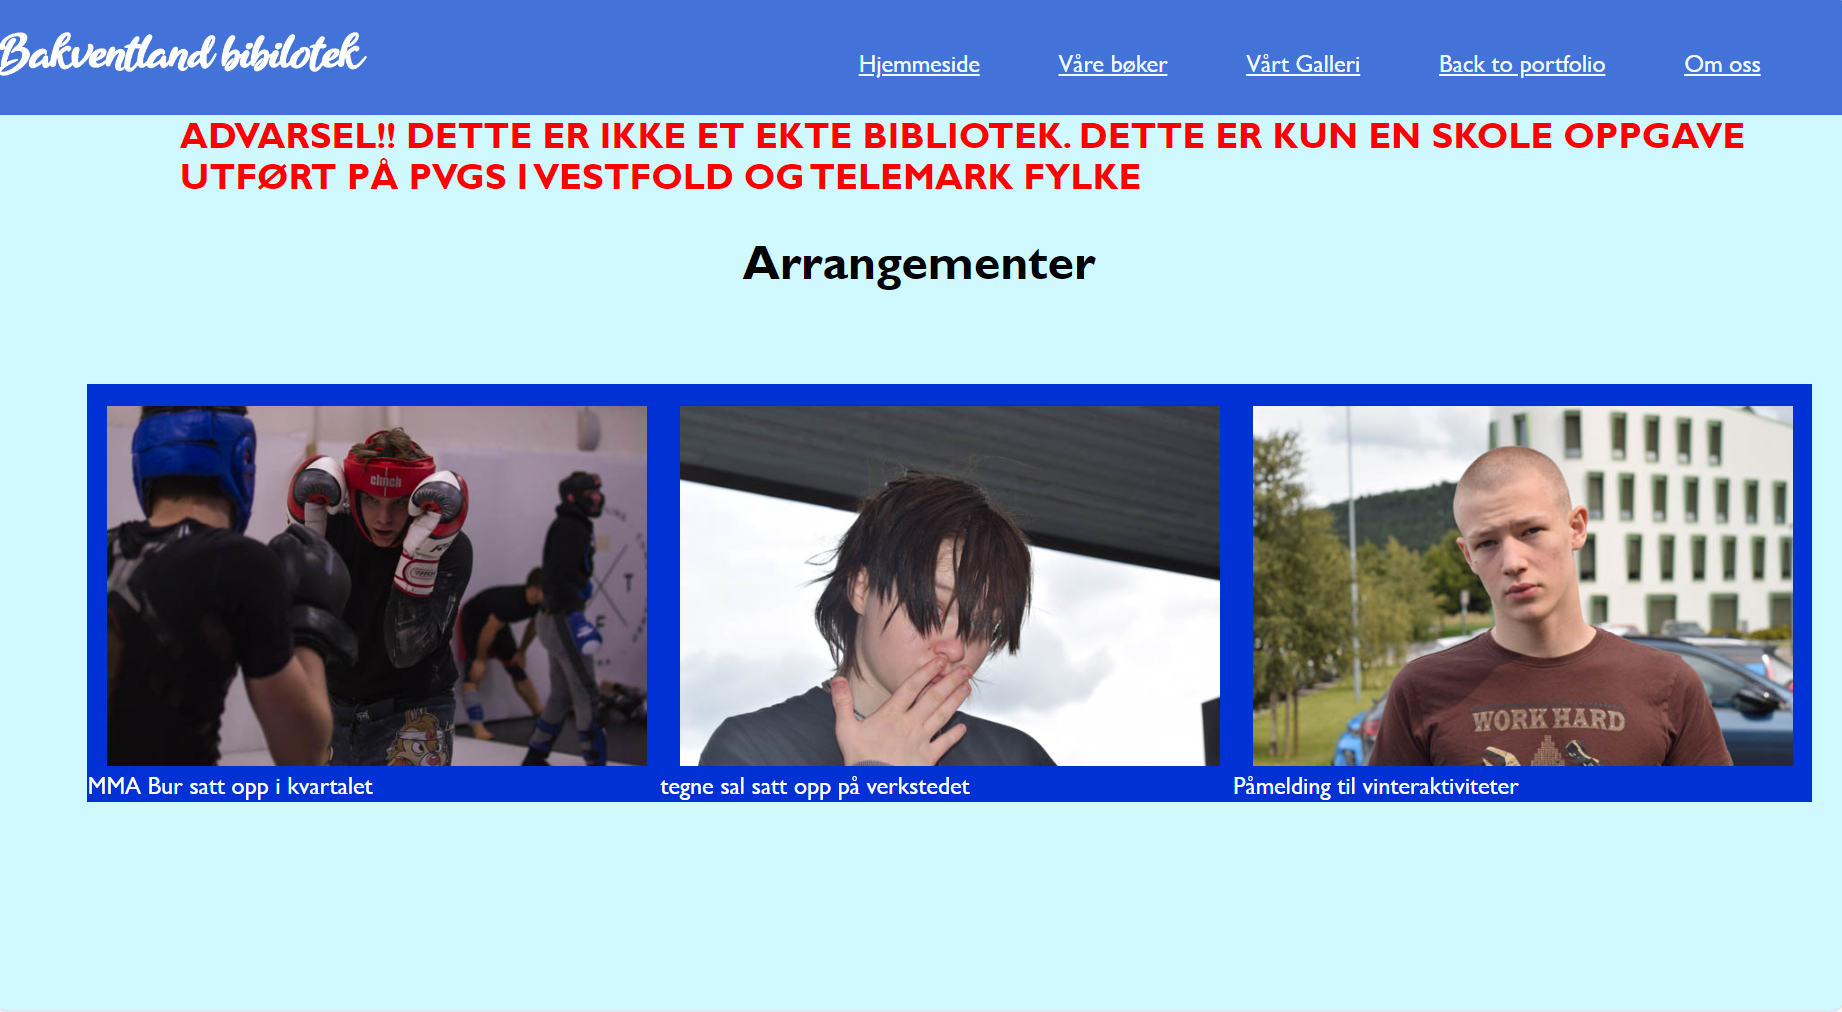 Bakventland bibilotek
Hjemmeside Våre bøker Vårt Galleri Back to portfolio Om oss
ADVARSEL!! DETTE ER IKKE ET EKTE BIBLIOTEK. DETTE ER KUN EN SKOLE OPPGAVE
UTFØRT PÅ PVGS I VESTFOLD OG TELEMARK FYLKE
Arrangementer
clinch
WORK HARD
MMA Bur satt opp i kvartalet
tegne sal satt opp på verkstedet
Påmelding til vinteraktiviteter